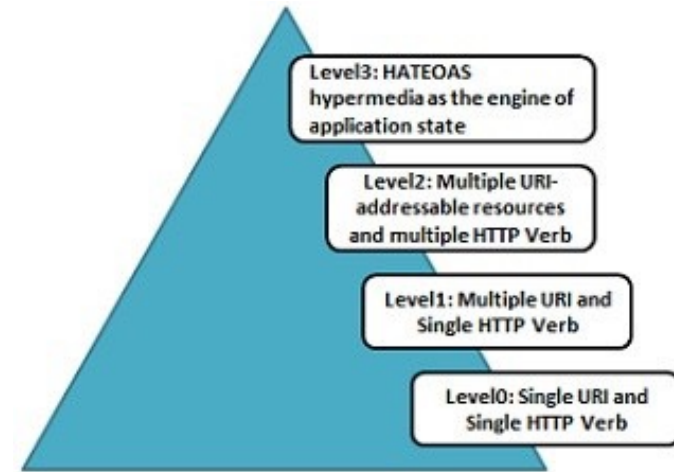 Level3: HATEOAS
hypermedia as the engine of
application state
Level2: Multiple URI-
addressable resources
and multiple HTTP Verb
Level1: Multiple URI and
Single HTTP Verb
Level0: Single URI and
Single HTTP Verb